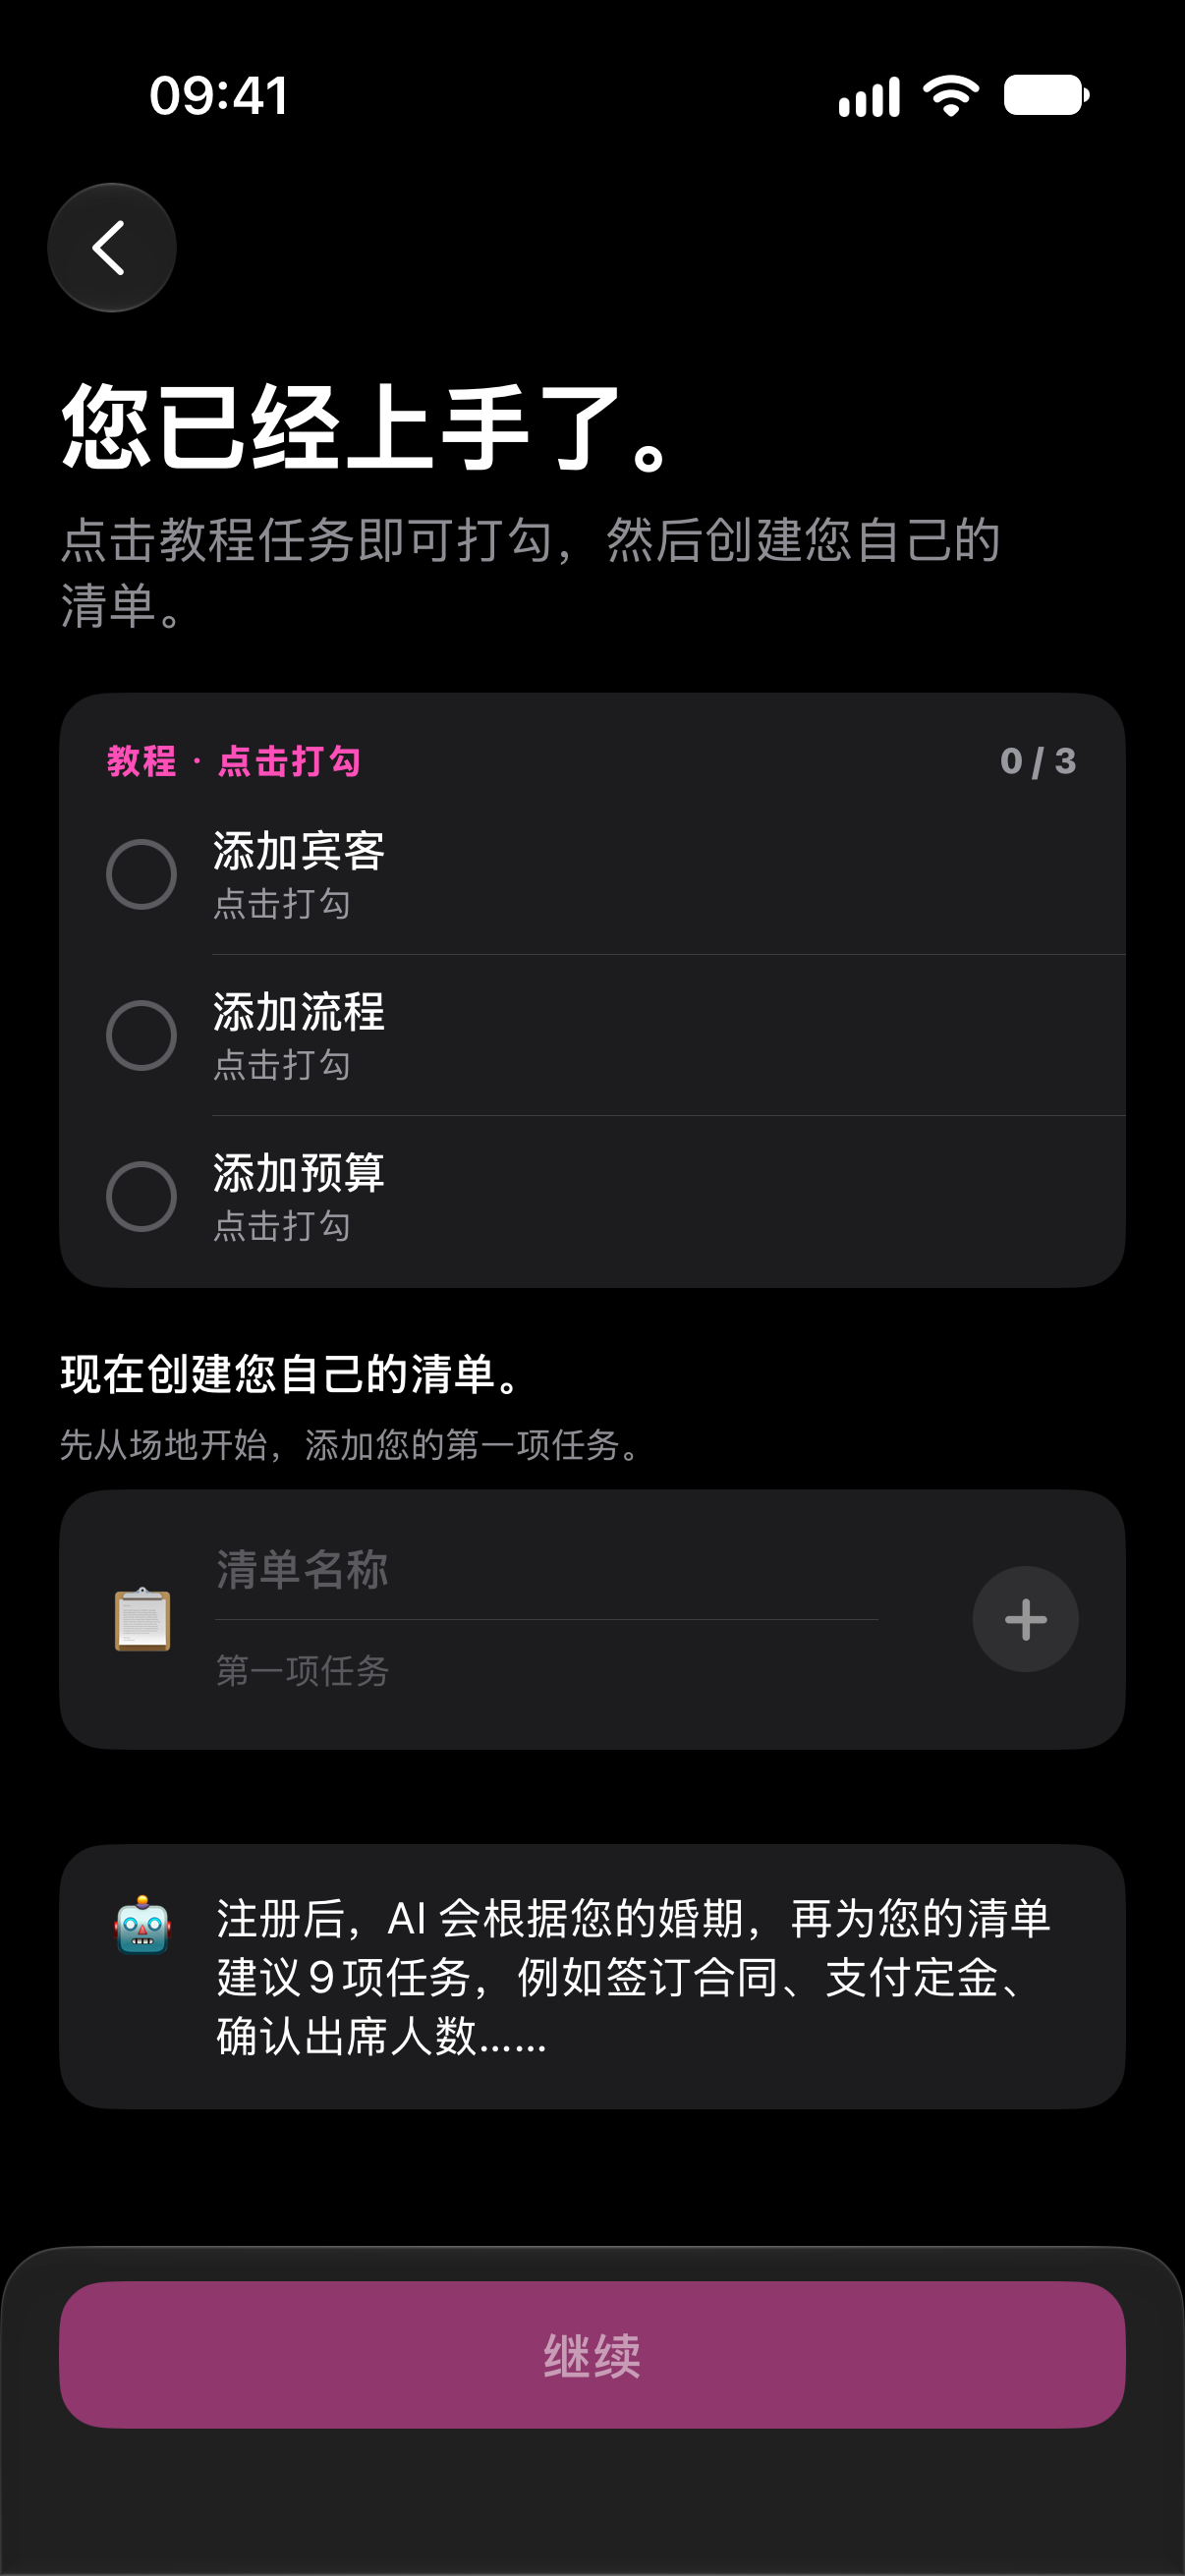 09:41
您已经上手了。
点击教程任务即可打勾，然后创建您自己的
清单。
教程 · 点击打勾
0 / 3
添加宾客
点击打勾
添加流程
点击打勾
添加预算
点击打勾
现在创建您自己的清单。
先从场地开始，添加您的第一项任务。
清单名称
第一项任务
注册后，AI 会根据您的婚期，再为您的清单
建议 9 项任务，例如签订合同、支付定金、
确认出席人数……
继续